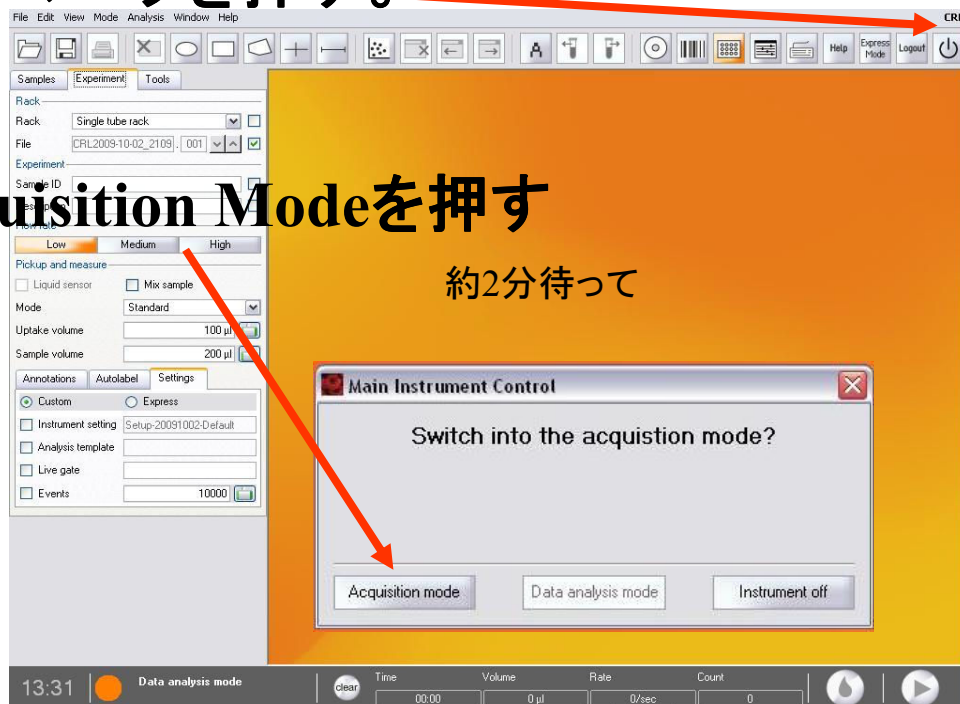 を押す。
File Edit View Mode Analysis Window Help
A Help Express Mode Logout
Samples Experiment Tools
Rack
Rack Single tube rack
File CRL2009-10-02_2109 . 001
Experiment
Sample ID
uisition Modeを押す
Low Medium High
Pickup and measure
Liquid sensor Mix sample
Mode Standard
約2分待って
Uptake volume 100 µl
Sample volume 200 µl
Annotations Autolabel Settings
Custom Express
Instrument setting Setup-20091002-Default
Analysis template
Live gate
Events 10000
Main Instrument Control
Switch into the acquistion mode?
Acquisition mode Data analysis mode Instrument off
13:31 Data analysis mode clear
Time Volume Rate Count
00:00 0 µl 0/sec 0